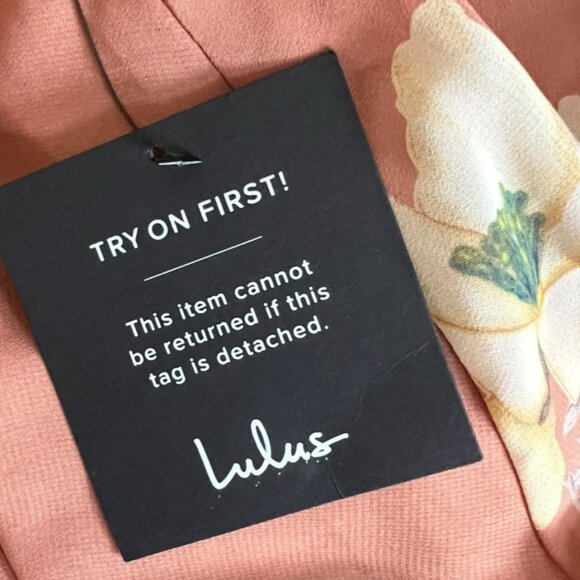 TRY ON FIRST!
This item cannot
be returned if this
tag is detached.
Lulus